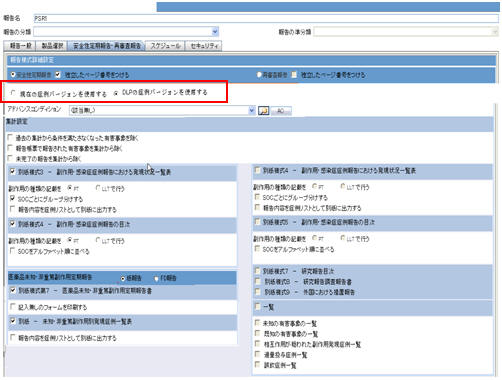 報告名 PSR1
報告の分類 報告の準分類
報告一般 製品選択 安全性定期報告・再審査報告 スケジュール セキュリティ
報告様式詳細設定
安全性定期報告 独立したページ番号をつける 再審査報告 独立したページ番号をつける
現在の症例バージョンを使用する DLPの症例バージョンを使用する
アドバンスコンディション (該当無し) AC
集計設定
過去の集計から条件を満たさなくなった有害事象を除く
報告帳票で報告された有害事象を集計から除く
未完了の報告を集計から除く
別紙様式3 - 副作用・感染症症例報告における発現状況一覧表
副作用の種類の記載を PT LLTで行う
SOCごとにグループ分けする
報告内容を症例リストとして別紙に出力する
別紙様式4 - 副作用・感染症症例報告の目次
副作用の種類の記載を PT LLTで行う
SOCをアルファベット順に並べる
医薬品未知・非重篤副作用定期報告 紙報告 FD報告
別紙様式第7 - 医薬品未知・非重篤副作用定期報告書
記入無しのフォームを印刷する
別紙 - 未知・非重篤副作用別発現症例一覧表
報告内容を症例リストとして別紙に出力する
別紙様式4 - 副作用・感染症症例報告における発現状況一覧表
副作用の種類の記載を PT LLTで行う
SOCごとにグループ分けする
報告内容を症例リストとして別紙に出力する
別紙様式5 - 副作用・感染症症例報告の目次
副作用の種類の記載を PT LLTで行う
SOCをアルファベット順に並べる
別紙様式7 - 研究報告目次
別紙様式8 - 研究報告調査報告書
別紙様式9 - 外国における措置報告
一覧
未知の有害事象の一覧
既知の有害事象の一覧
相互作用が疑われた副作用発現症例一覧
過量投与症例一覧
誤飲症例一覧